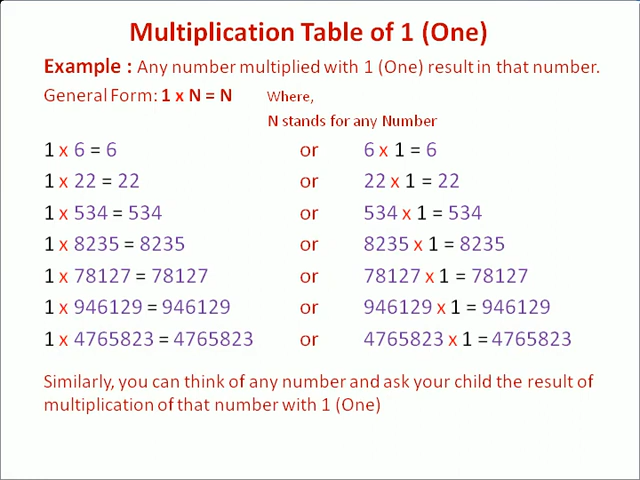 Multiplication Table of 1 (One)
Example : Any number multiplied with 1 (One) result in that number.
General Form: 1 x N = N Where,
N stands for any Number
1 x 6 = 6 or 6 x 1 = 6
1 x 22 = 22 or 22 x 1 = 22
1 x 534 = 534 or 534 x 1 = 534
1 x 8235 = 8235 or 8235 x 1 = 8235
1 x 78127 = 78127 or 78127 x 1 = 78127
1 x 946129 = 946129 or 946129 x 1 = 946129
1 x 4765823 = 4765823 or 4765823 x 1 = 4765823
Similarly, you can think of any number and ask your child the result of
multiplication of that number with 1 (One)